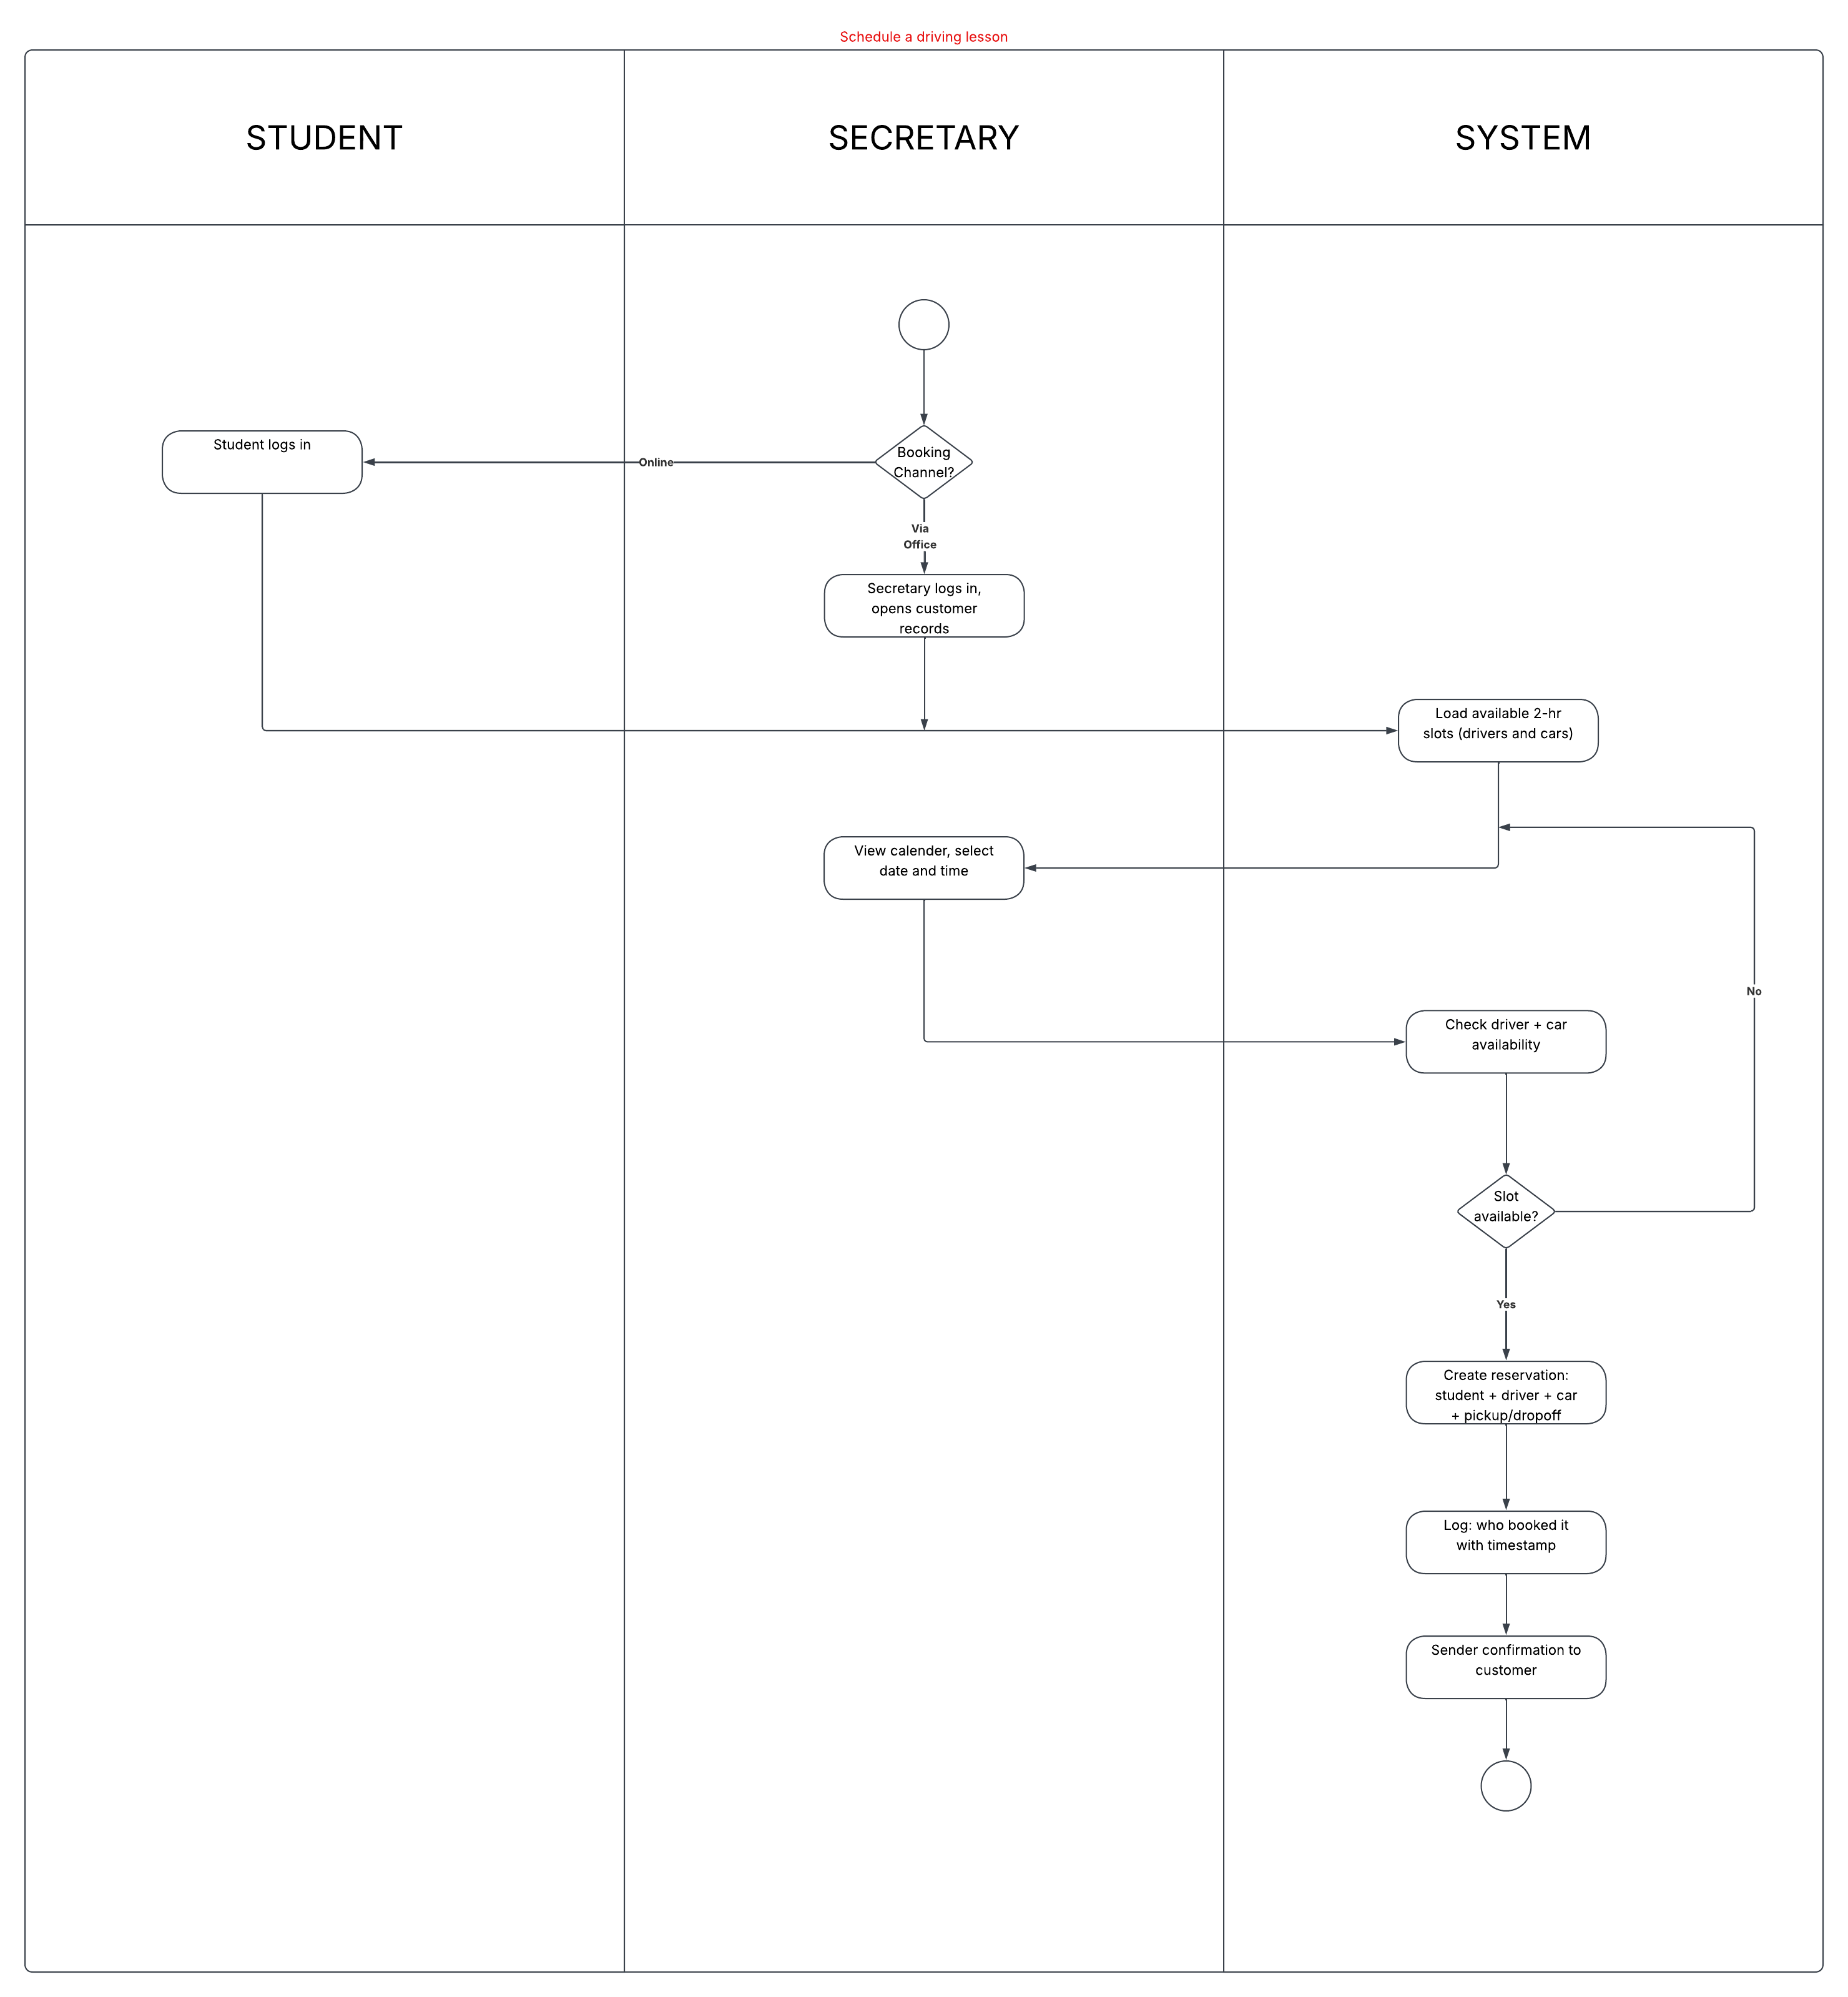 Schedule a driving lesson
STUDENT
SECRETARY
SYSTEM
Booking
Channel?
Student logs in
Online
Via
Office
Secretary logs in,
opens customer
records
Load available 2-hr
slots (drivers and cars)
View calender, select
date and time
No
Check driver + car
availability
Slot
available?
Yes
Create reservation:
student + driver + car
+ pickup/dropoff
Log: who booked it
with timestamp
Sender confirmation to
customer